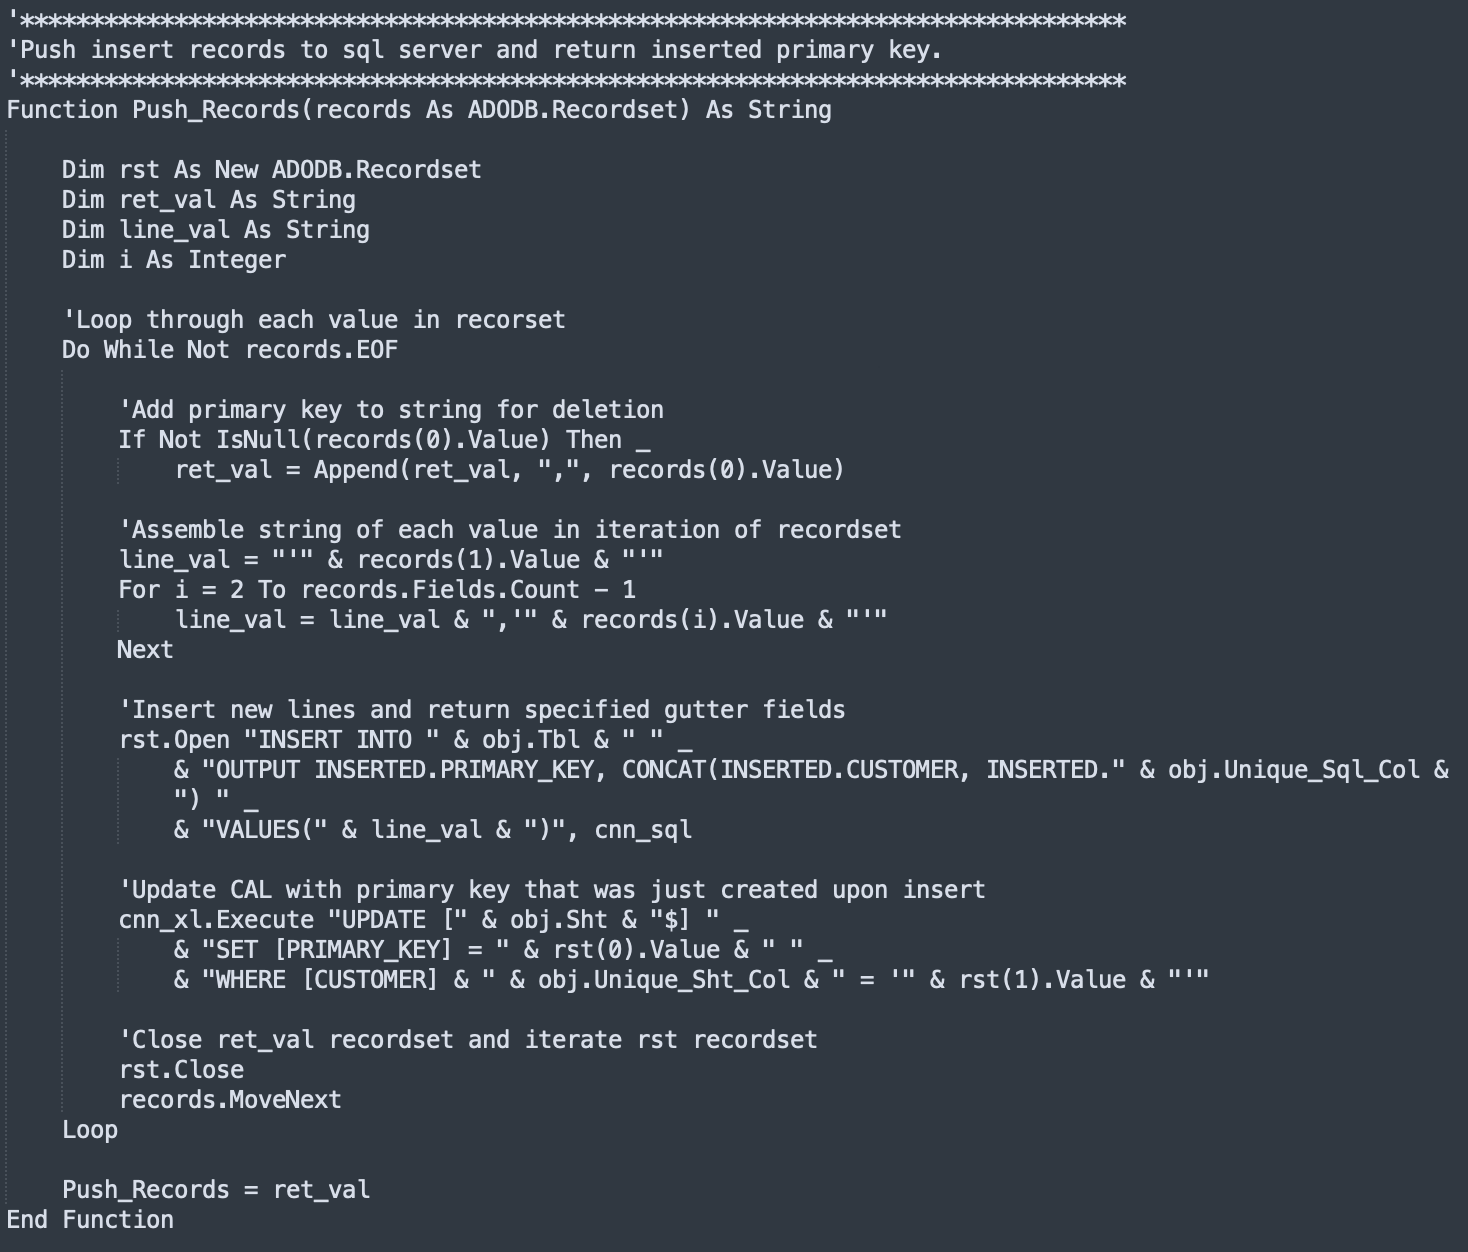 '*******************************************************************************
'Push insert records to sql server and return inserted primary key.
'*******************************************************************************
Function Push_Records(records As ADODB.Recordset) As String

    Dim rst As New ADODB.Recordset
    Dim ret_val As String
    Dim line_val As String
    Dim i As Integer

    'Loop through each value in recorset
    Do While Not records.EOF

        'Add primary key to string for deletion
        If Not IsNull(records(0).Value) Then _
            ret_val = Append(ret_val, ",", records(0).Value)

        'Assemble string of each value in iteration of recordset
        line_val = "'" & records(1).Value & "'"
        For i = 2 To records.Fields.Count - 1
            line_val = line_val & ",'" & records(i).Value & "'"
        Next

        'Insert new lines and return specified gutter fields
        rst.Open "INSERT INTO " & obj.Tbl & " " _
            & "OUTPUT INSERTED.PRIMARY_KEY, CONCAT(INSERTED.CUSTOMER, INSERTED." & obj.Unique_Sql_Col &
            ") " _
            & "VALUES(" & line_val & ")", cnn_sql

        'Update CAL with primary key that was just created upon insert
        cnn_xl.Execute "UPDATE [" & obj.Sht & "$] " _
            & "SET [PRIMARY_KEY] = " & rst(0).Value & " " _
            & "WHERE [CUSTOMER] & " & obj.Unique_Sht_Col & " = '" & rst(1).Value & "'"

        'Close ret_val recordset and iterate rst recordset
        rst.Close
        records.MoveNext
    Loop

    Push_Records = ret_val
End Function